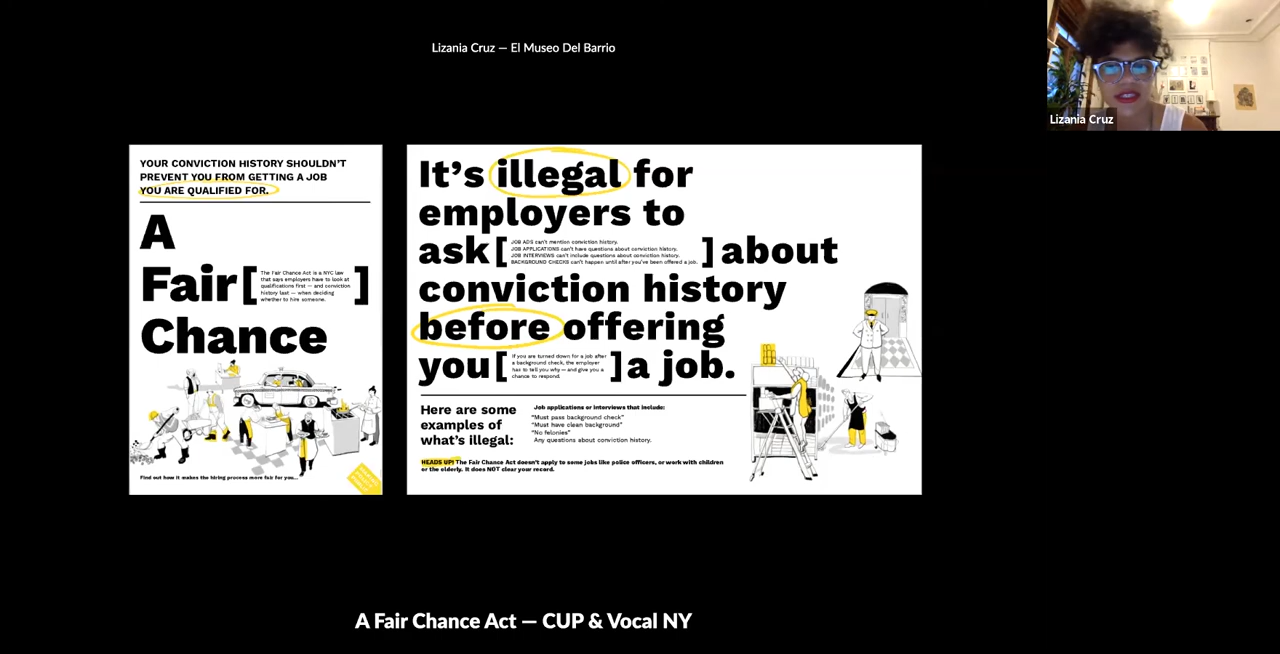 Lizania Cruz — El Museo Del Barrio
Lizania Cruz
YOUR CONVICTION HISTORY SHOULDN'T
PREVENT YOU FROM GETTING A JOB
YOU ARE QUALIFIED FOR.
A
Fair [
The Fair Chance Act is a NYC law
that says employers have to look at
qualifications first — and conviction
history last — when deciding
whether to hire someone.
]
Chance
Find out how it makes the hiring process more fair for you...
It's illegal for
employers to
ask [
JOB ADS can't mention conviction history.
JOB APPLICATIONS can't have questions about conviction history.
JOB INTERVIEWS can't include questions about conviction history.
BACKGROUND CHECKS can't happen until after you've been offered a job.
] about
conviction history
before offering
you [
If you are turned down for a job after
a background check, the employer
has to tell you why — and give you a
chance to respond.
] a job.
Here are some
examples of
what's illegal:
Job applications or interviews that include:
"Must pass background check"
"Must have clean background"
"No felonies"
Any questions about conviction history.
HEADS UP! The Fair Chance Act doesn't apply to some jobs like police officers, or work with children
or the elderly. It does NOT clear your record.
A Fair Chance Act — CUP & Vocal NY